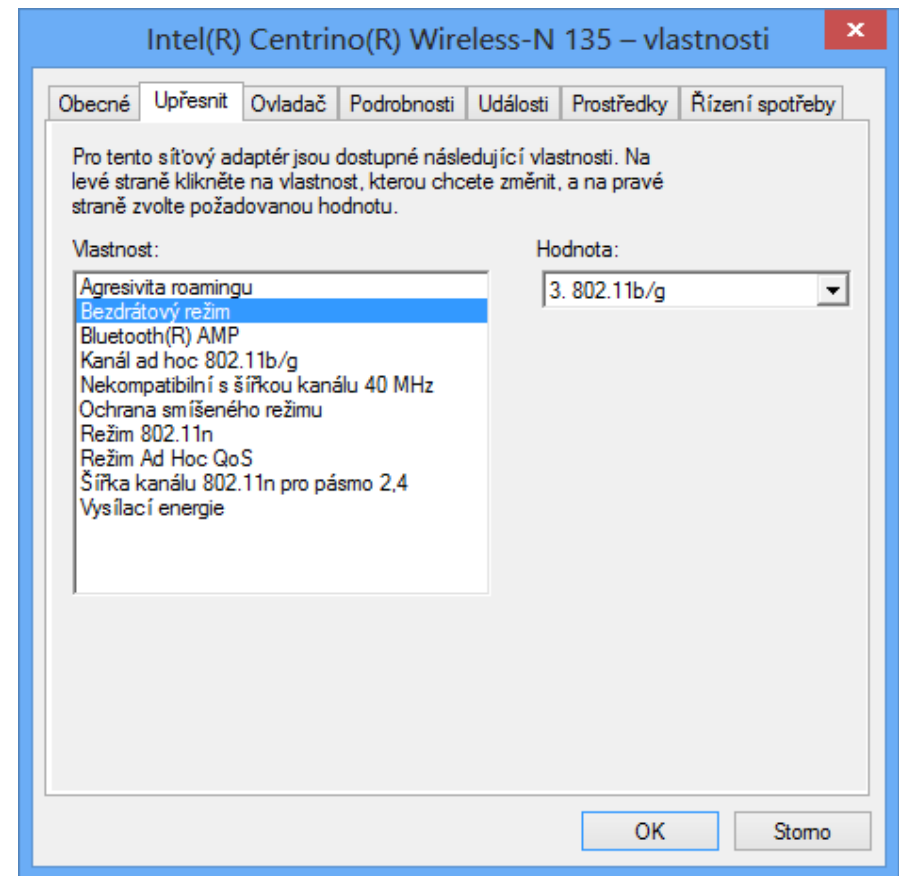 Intel(R) Centrino(R) Wireless-N 135 – vlastnosti
Obecné Upřesnit Ovladač Podrobnosti Události Prostředky Řízení spotřeby
Pro tento síťový adaptér jsou dostupné následující vlastnosti. Na
levé straně klikněte na vlastnost, kterou chcete změnit, a na pravé
straně zvolte požadovanou hodnotu.
Vlastnost:
Hodnota:
Agresivita roamingu
3. 802.11b/g
Bezdrátový režim
Bluetooth(R) AMP
Kanál ad hoc 802.11b/g
Nekompatibilní s šířkou kanálu 40 MHz
Ochrana smíšeného režimu
Režim 802.11n
Režim Ad Hoc QoS
Šířka kanálu 802.11n pro pásmo 2,4
Vysílací energie
OK
Storno